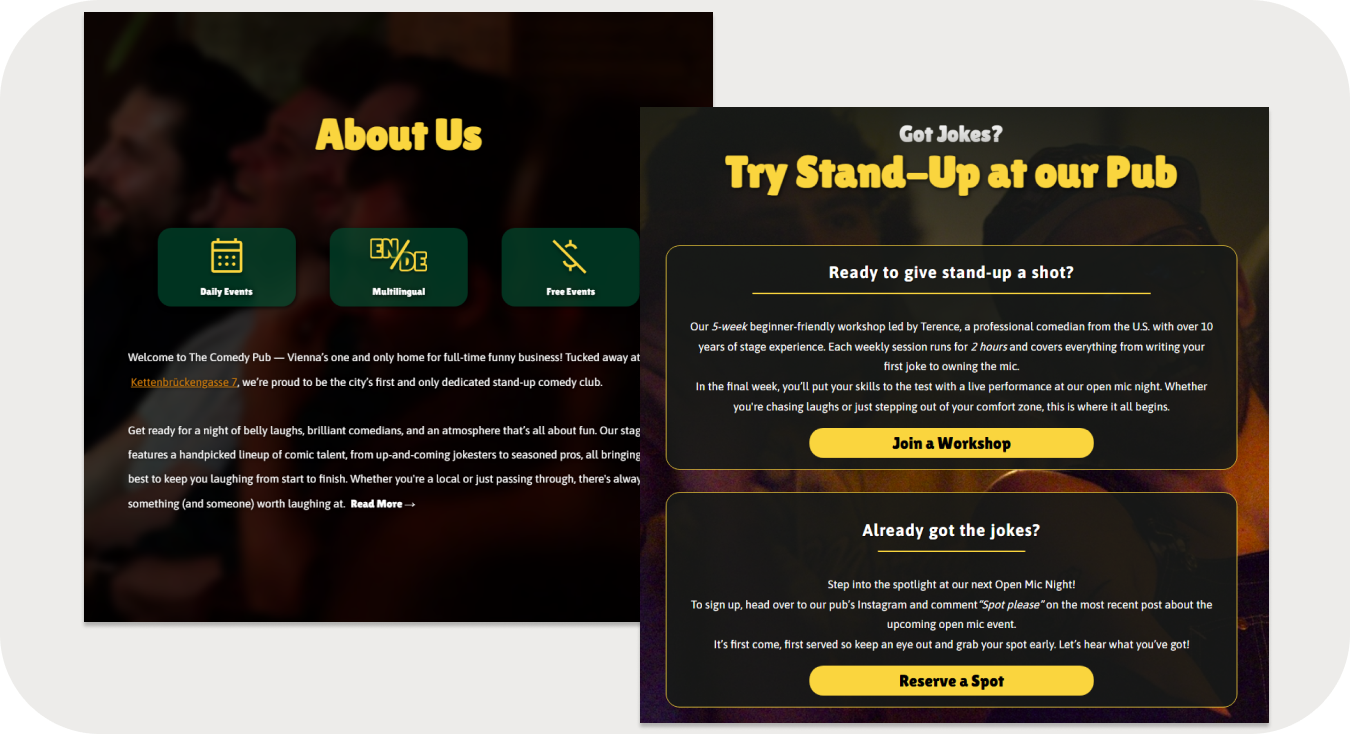 About Us
EN/DE
Daily Events
Multilingual
Free Events
Welcome to The Comedy Pub — Vienna's one and only home for full-time funny business! Tucked away at
Kettenbrückengasse 7, we're proud to be the city's first and only dedicated stand-up comedy club.
Get ready for a night of belly laughs, brilliant comedians, and an atmosphere that's all about fun. Our stag
features a handpicked lineup of comic talent, from up-and-coming jokesters to seasoned pros, all bringing
best to keep you laughing from start to finish. Whether you're a local or just passing through, there's alway
something (and someone) worth laughing at. Read More →
Got Jokes?
Try Stand-Up at our Pub
Ready to give stand-up a shot?
Our 5-week beginner-friendly workshop led by Terence, a professional comedian from the U.S. with over 10
years of stage experience. Each weekly session runs for 2 hours and covers everything from writing your
first joke to owning the mic.
In the final week, you'll put your skills to the test with a live performance at our open mic night. Whether
you're chasing laughs or just stepping out of your comfort zone, this is where it all begins.
Join a Workshop
Already got the jokes?
Step into the spotlight at our next Open Mic Night!
To sign up, head over to our pub's Instagram and comment "Spot please" on the most recent post about the
upcoming open mic event.
It's first come, first served so keep an eye out and grab your spot early. Let's hear what you've got!
Reserve a Spot